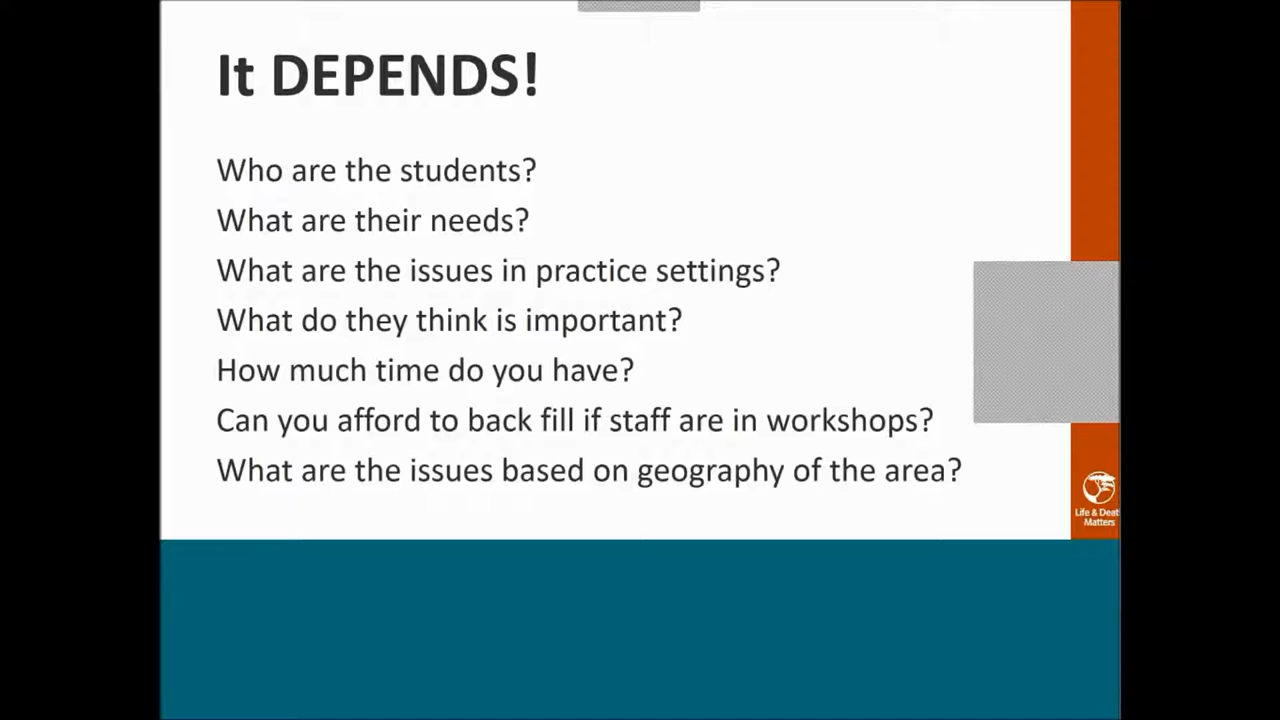 It DEPENDS!
Who are the students?
What are their needs?
What are the issues in practice settings?
What do they think is important?
How much time do you have?
Can you afford to back fill if staff are in workshops?
What are the issues based on geography of the area?
Life & Deat
Matters